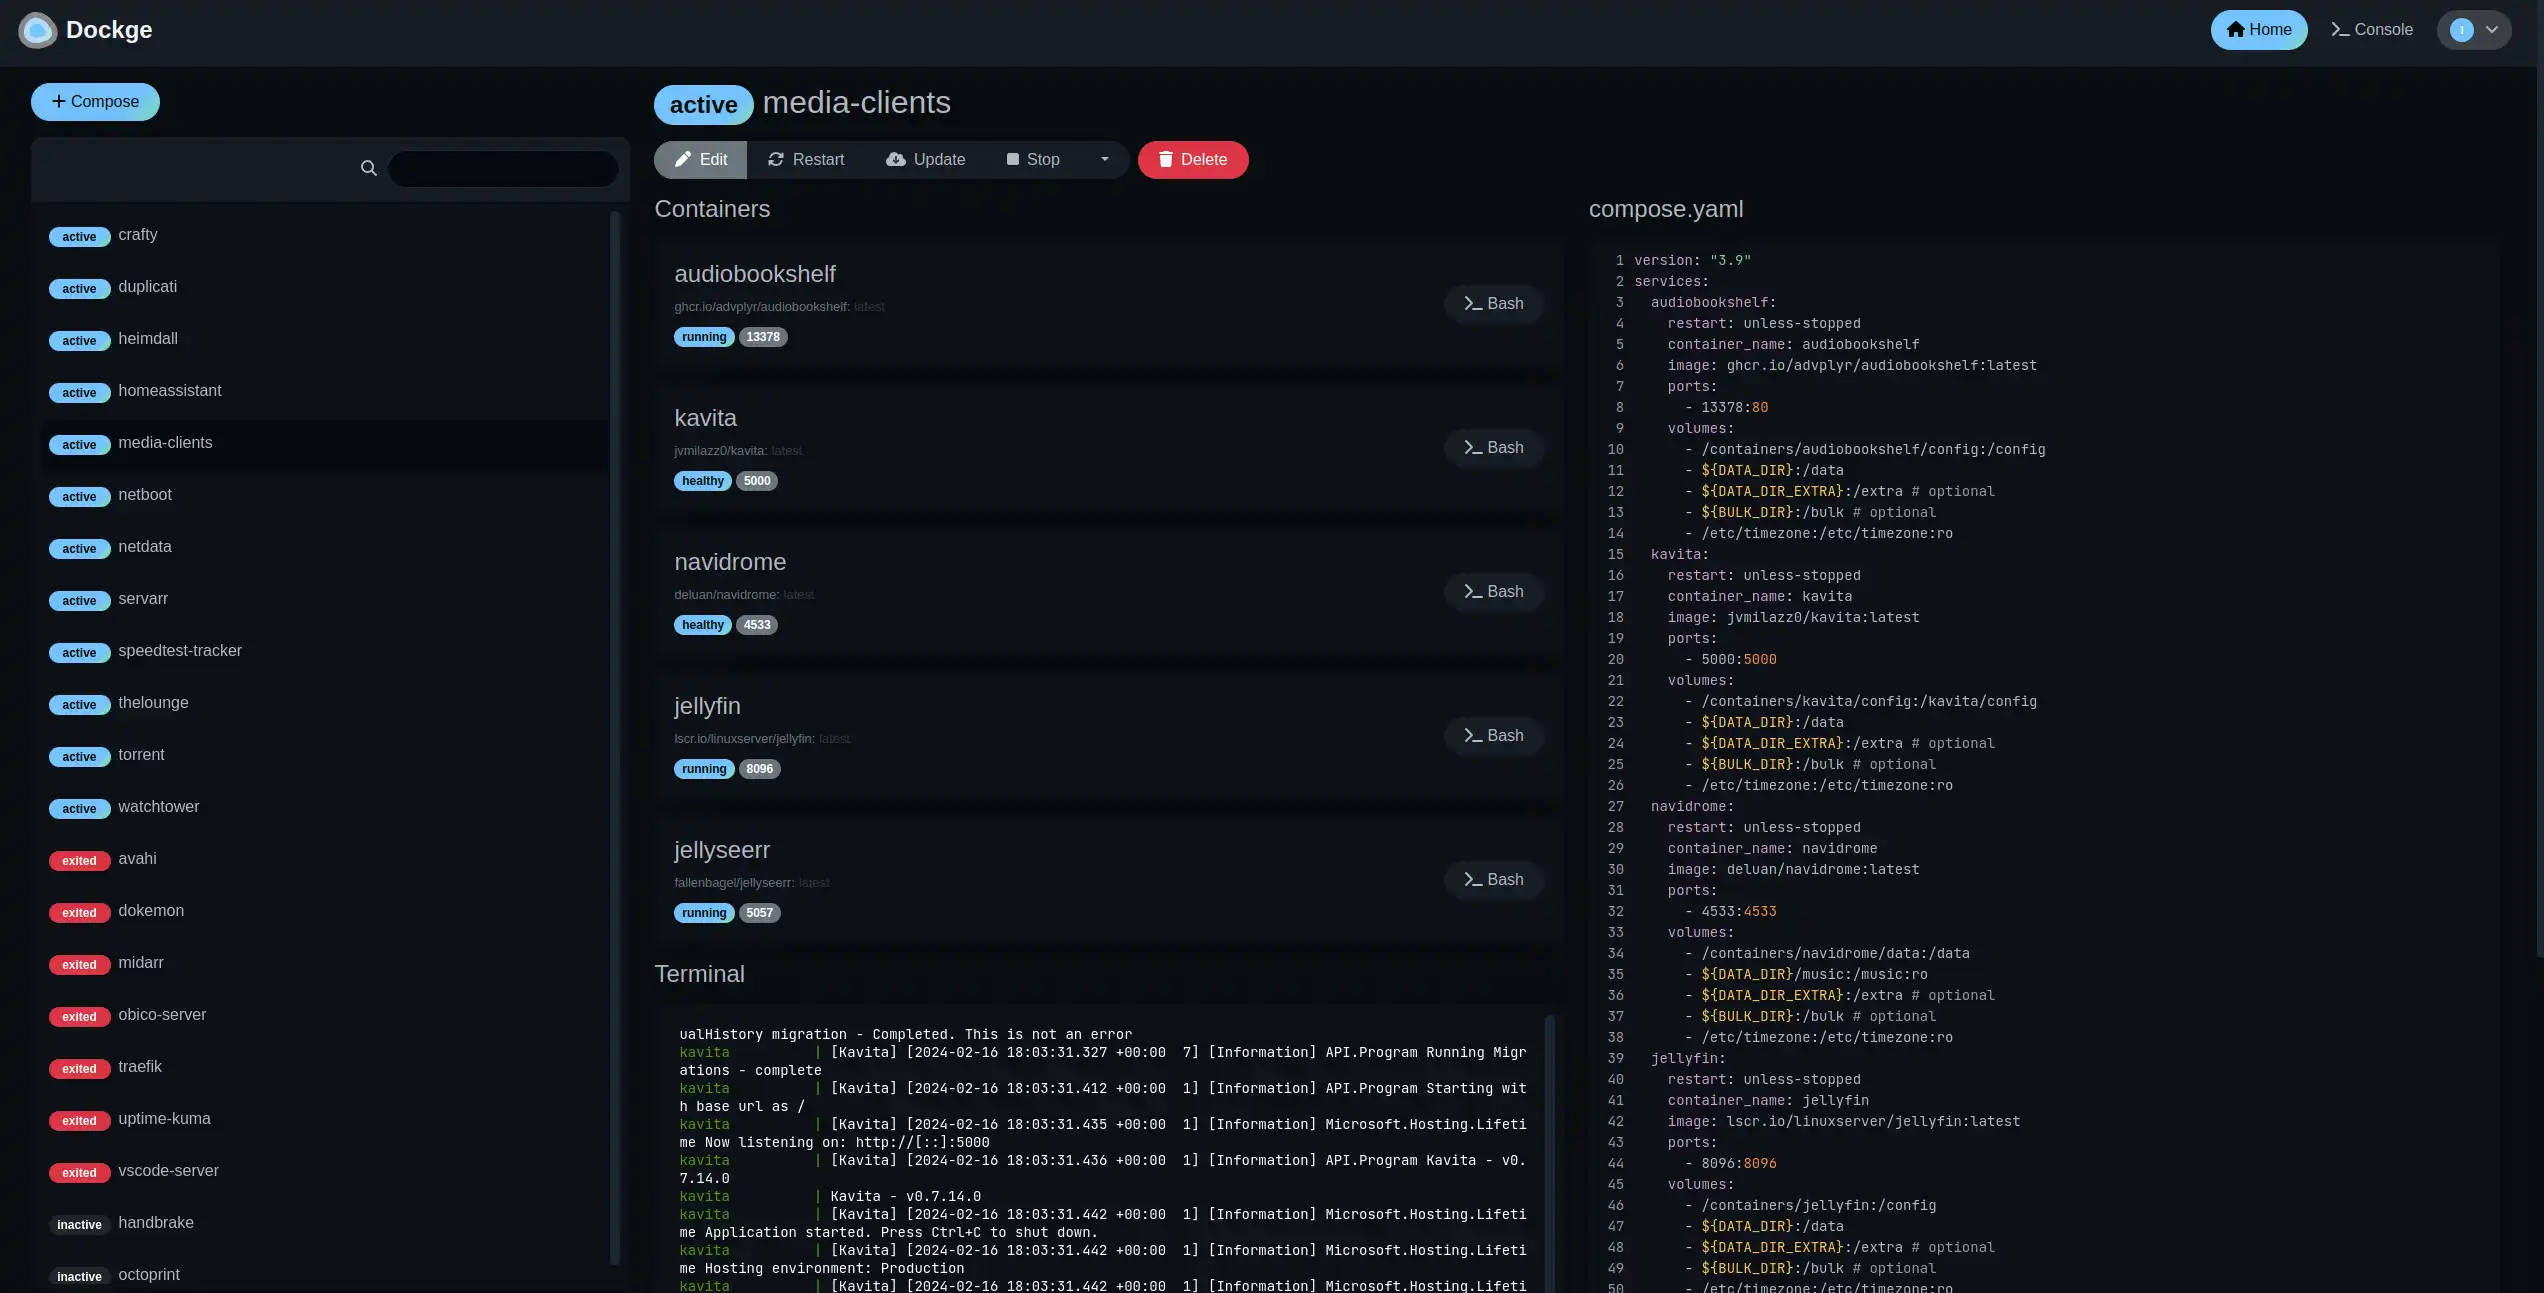 Dockge
Home
Console
I
Compose
active crafty
active duplicati
active heimdall
active homeassistant
active media-clients
active netboot
active netdata
active servarr
active speedtest-tracker
active thelounge
active torrent
active watchtower
exited avahi
exited dokemon
exited midarr
exited obico-server
exited traefik
exited uptime-kuma
exited vscode-server
inactive handbrake
inactive octoprint
active media-clients
Edit Restart Update Stop Delete
Containers
audiobookshelf
ghcr.io/advplyr/audiobookshelf: latest
running 13378
Bash
kavita
jvmilazz0/kavita: latest
healthy 5000
Bash
navidrome
deluan/navidrome: latest
healthy 4533
Bash
jellyfin
lscr.io/linuxserver/jellyfin: latest
running 8096
Bash
jellyseerr
fallenbagel/jellyseerr: latest
running 5057
Bash
Terminal
ualHistory migration - Completed. This is not an error
kavita | [Kavita] [2024-02-16 18:03:31.327 +00:00  7] [Information] API.Program Running Migr
ations - complete
kavita | [Kavita] [2024-02-16 18:03:31.412 +00:00  1] [Information] API.Program Starting wit
h base url as /
kavita | [Kavita] [2024-02-16 18:03:31.435 +00:00  1] [Information] Microsoft.Hosting.Lifeti
me Now listening on: http://[::]:5000
kavita | [Kavita] [2024-02-16 18:03:31.436 +00:00  1] [Information] API.Program Kavita - v0.
7.14.0
kavita | Kavita - v0.7.14.0
kavita | [Kavita] [2024-02-16 18:03:31.442 +00:00  1] [Information] Microsoft.Hosting.Lifeti
me Application started. Press Ctrl+C to shut down.
kavita | [Kavita] [2024-02-16 18:03:31.442 +00:00  1] [Information] Microsoft.Hosting.Lifeti
me Hosting environment: Production
kavita | [Kavita] [2024-02-16 18:03:31.442 +00:00  1] [Information] Microsoft.Hosting.Lifeti
compose.yaml
1 version: "3.9"
2 services:
3   audiobookshelf:
4     restart: unless-stopped
5     container_name: audiobookshelf
6     image: ghcr.io/advplyr/audiobookshelf:latest
7     ports:
8       - 13378:80
9     volumes:
10       - /containers/audiobookshelf/config:/config
11       - ${DATA_DIR}:/data
12       - ${DATA_DIR_EXTRA}:/extra # optional
13       - ${BULK_DIR}:/bulk # optional
14       - /etc/timezone:/etc/timezone:ro
15   kavita:
16     restart: unless-stopped
17     container_name: kavita
18     image: jvmilazz0/kavita:latest
19     ports:
20       - 5000:5000
21     volumes:
22       - /containers/kavita/config:/kavita/config
23       - ${DATA_DIR}:/data
24       - ${DATA_DIR_EXTRA}:/extra # optional
25       - ${BULK_DIR}:/bulk # optional
26       - /etc/timezone:/etc/timezone:ro
27   navidrome:
28     restart: unless-stopped
29     container_name: navidrome
30     image: deluan/navidrome:latest
31     ports:
32       - 4533:4533
33     volumes:
34       - /containers/navidrome/data:/data
35       - ${DATA_DIR}/music:/music:ro
36       - ${DATA_DIR_EXTRA}:/extra # optional
37       - ${BULK_DIR}:/bulk # optional
38       - /etc/timezone:/etc/timezone:ro
39   jellyfin:
40     restart: unless-stopped
41     container_name: jellyfin
42     image: lscr.io/linuxserver/jellyfin:latest
43     ports:
44       - 8096:8096
45     volumes:
46       - /containers/jellyfin:/config
47       - ${DATA_DIR}:/data
48       - ${DATA_DIR_EXTRA}:/extra # optional
49       - ${BULK_DIR}:/bulk # optional
50       - /etc/timezone:/etc/timezone:ro